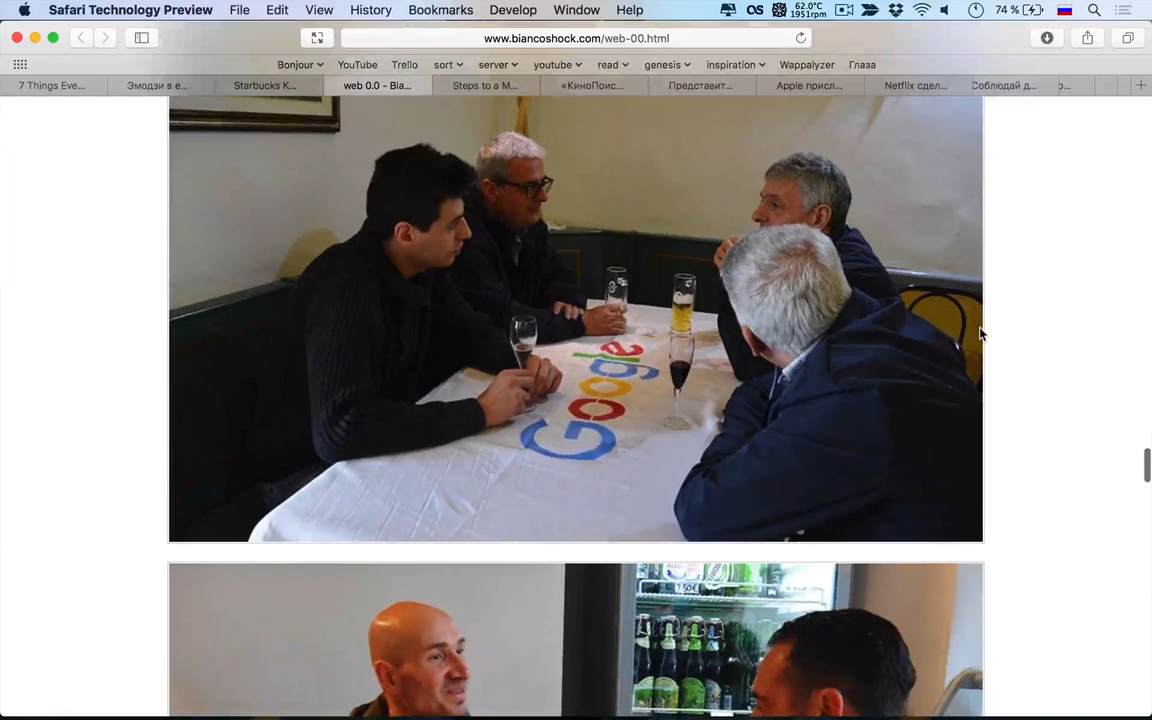 Safari Technology Preview File Edit View History Bookmarks Develop Window Help 62.0°C 1951rpm 74 %
www.biancoshock.com/web-00.html
Bonjour YouTube Trello sort server youtube read genesis inspiration Wappalyzer Глаза
7 Things Eve... Эмодзи в е... Starbucks K... web 0.0 – Bia... Steps to a M... «КиноПоис... Представит... Apple присл... Netflix сдел... Соблюдай д...
Google